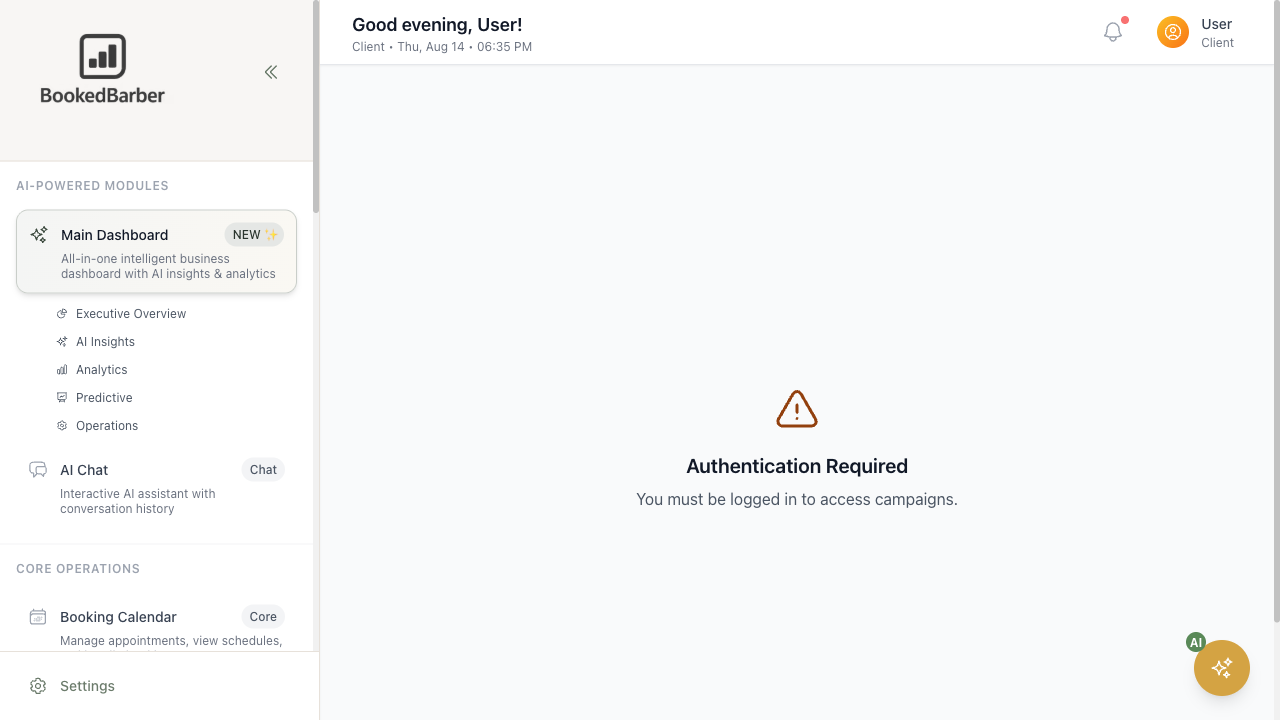 BookedBarber
AI-POWERED MODULES
Main Dashboard
NEW ✨
All-in-one intelligent business
dashboard with AI insights & analytics
Executive Overview
AI Insights
Analytics
Predictive
Operations
AI Chat
Chat
Interactive AI assistant with
conversation history
CORE OPERATIONS
Booking Calendar
Core
Manage appointments, view schedules,
Settings
Good evening, User!
Client • Thu, Aug 14 • 06:35 PM
User
Client
Authentication Required
You must be logged in to access campaigns.
AI